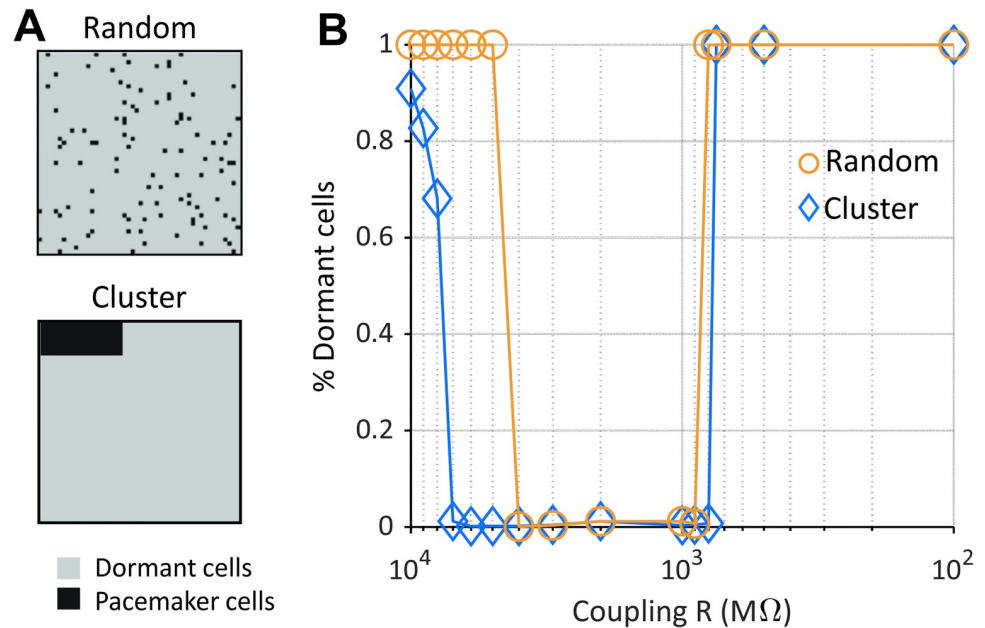 A
Random
Cluster
Dormant cells
Pacemaker cells
B
% Dormant cells
1
0.8
0.6
0.4
0.2
0
10⁴
10³
10²
Coupling R (MΩ)
Random
Cluster